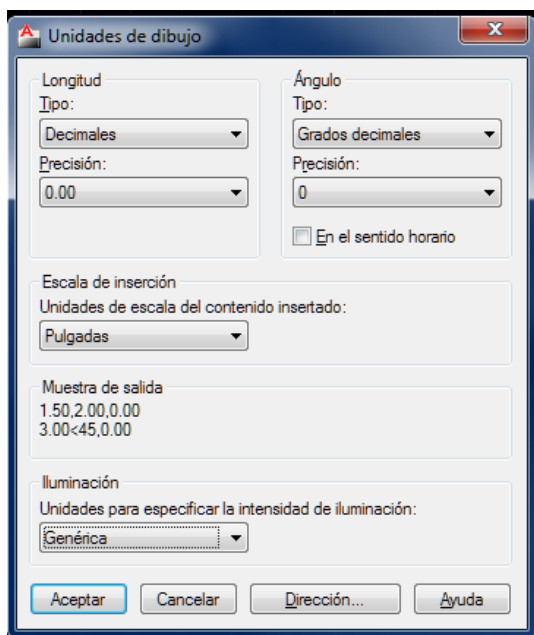 Unidades de dibujo
Longitud
Tipo:
Decimales
Precisión:
0.00
Ángulo
Tipo:
Grados decimales
Precisión:
0
En el sentido horario
Escala de inserción
Unidades de escala del contenido insertado:
Pulgadas
Muestra de salida
1.50,2.00,0.00
3.00<45,0.00
Iluminación
Unidades para especificar la intensidad de iluminación:
Genérica
Aceptar
Cancelar
Dirección...
Ayuda